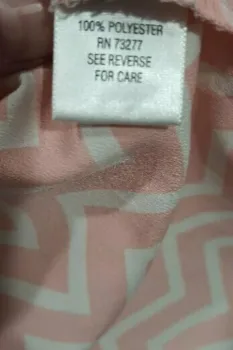 100% POLYESTER
RN 73277
SEE REVERSE
FOR CARE